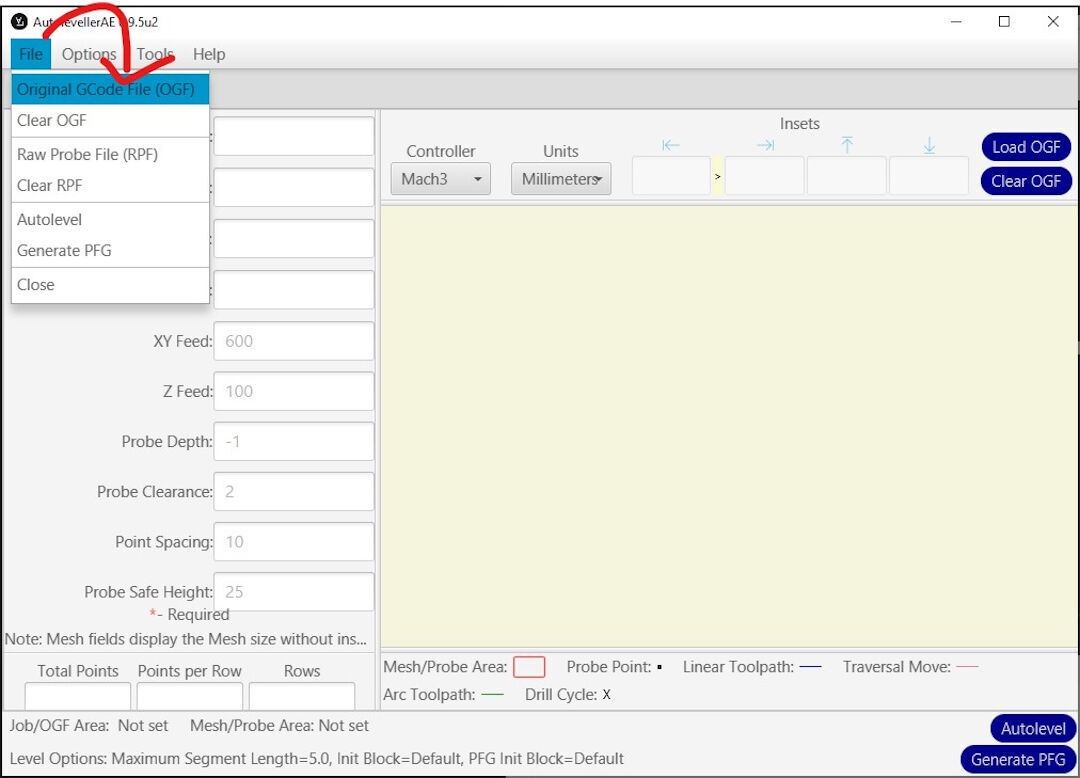 AutolevellerAE 0.9.5u2
File Options Tools Help
Original GCode File (OGF)
Clear OGF
Raw Probe File (RPF)
Clear RPF
Autolevel
Generate PFG
Close
Insets
Controller
Units
Mach3
Millimeters
>
Load OGF
Clear OGF
XY Feed: 600
Z Feed: 100
Probe Depth: -1
Probe Clearance: 2
Point Spacing: 10
Probe Safe Height: 25
*- Required
Note: Mesh fields display the Mesh size without ins...
Total Points Points per Row Rows
Mesh/Probe Area: Probe Point: Linear Toolpath: Traversal Move:
Arc Toolpath: Drill Cycle: X
Job/OGF Area: Not set Mesh/Probe Area: Not set
Level Options: Maximum Segment Length=5.0, Init Block=Default, PFG Init Block=Default
Autolevel
Generate PFG